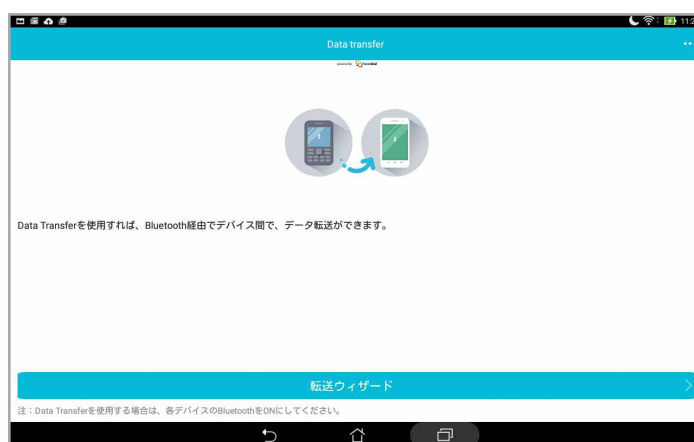 11:2
Data transfer
powered by
Data Transferを使用すれば、Bluetooth経由でデバイス間で、データ転送ができます。
転送ウィザード
注：Data Transferを使用する場合は、各デバイスのBluetoothをONにしてください。